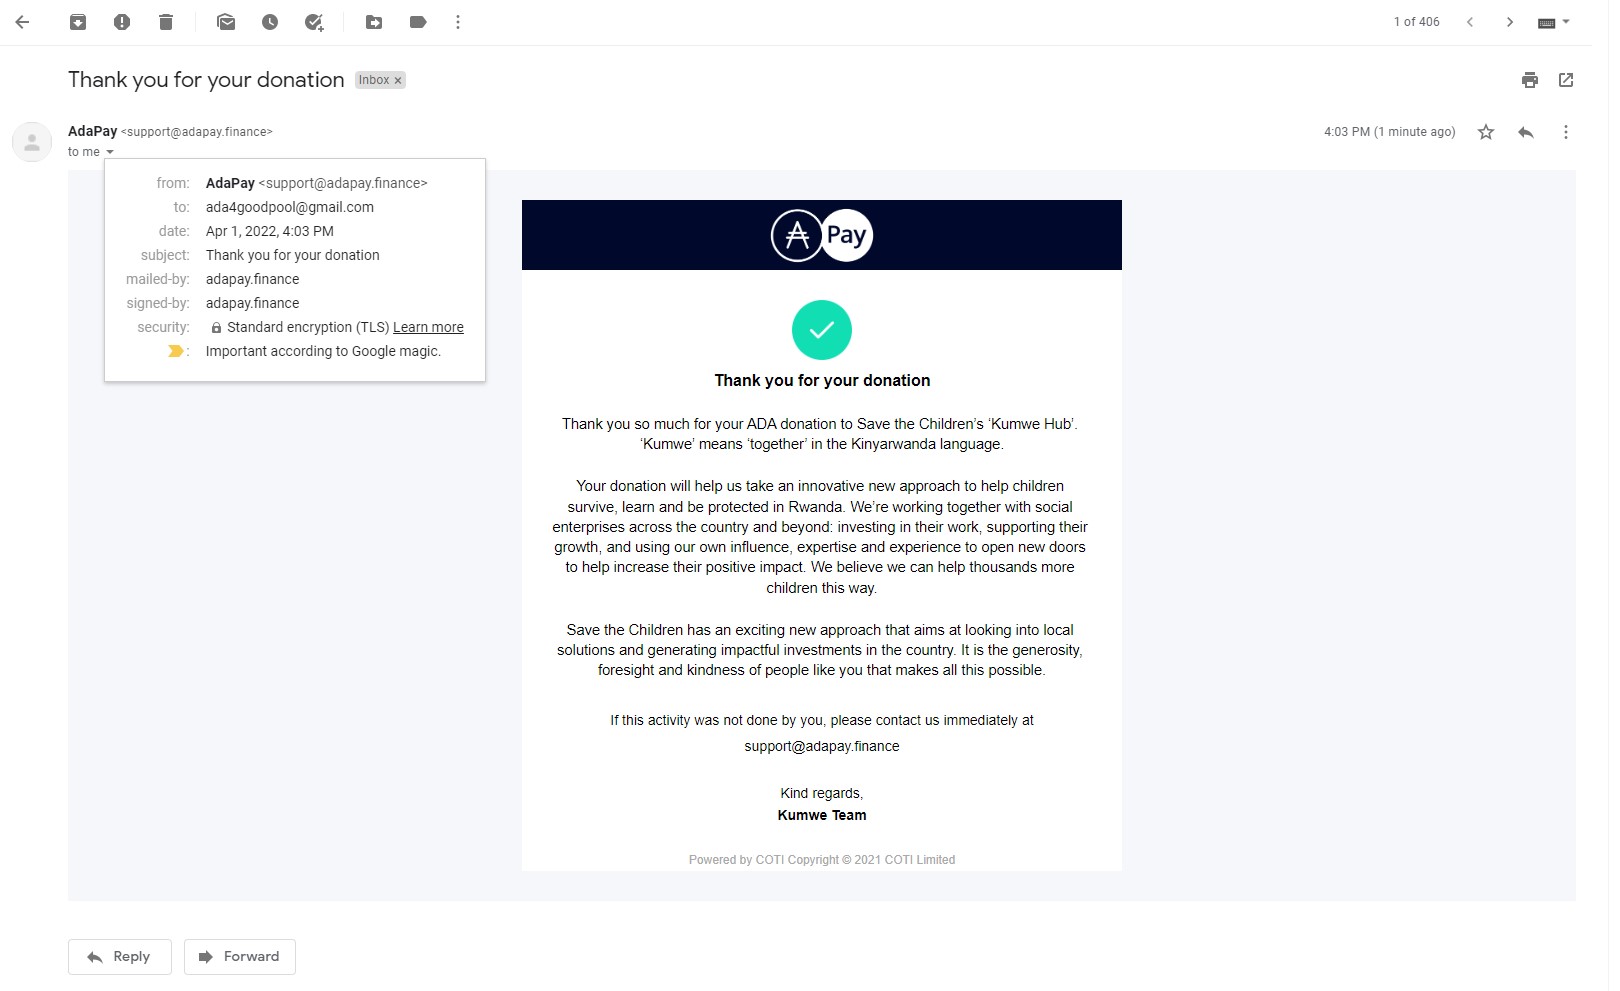 1 of 406
Thank you for your donation
Inbox ×
AdaPay <support@adapay.finance>
4:03 PM (1 minute ago)
to me
from: AdaPay <support@adapay.finance>
to: ada4goodpool@gmail.com
date: Apr 1, 2022, 4:03 PM
subject: Thank you for your donation
mailed-by: adapay.finance
signed-by: adapay.finance
security: Standard encryption (TLS) Learn more
: Important according to Google magic.
Pay
Thank you for your donation
Thank you so much for your ADA donation to Save the Children’s ‘Kumwe Hub’.
‘Kumwe’ means ‘together’ in the Kinyarwanda language.
Your donation will help us take an innovative new approach to help children
survive, learn and be protected in Rwanda. We’re working together with social
enterprises across the country and beyond: investing in their work, supporting their
growth, and using our own influence, expertise and experience to open new doors
to help increase their positive impact. We believe we can help thousands more
children this way.
Save the Children has an exciting new approach that aims at looking into local
solutions and generating impactful investments in the country. It is the generosity,
foresight and kindness of people like you that makes all this possible.
If this activity was not done by you, please contact us immediately at
support@adapay.finance
Kind regards,
Kumwe Team
Powered by COTI Copyright © 2021 COTI Limited
Reply
Forward